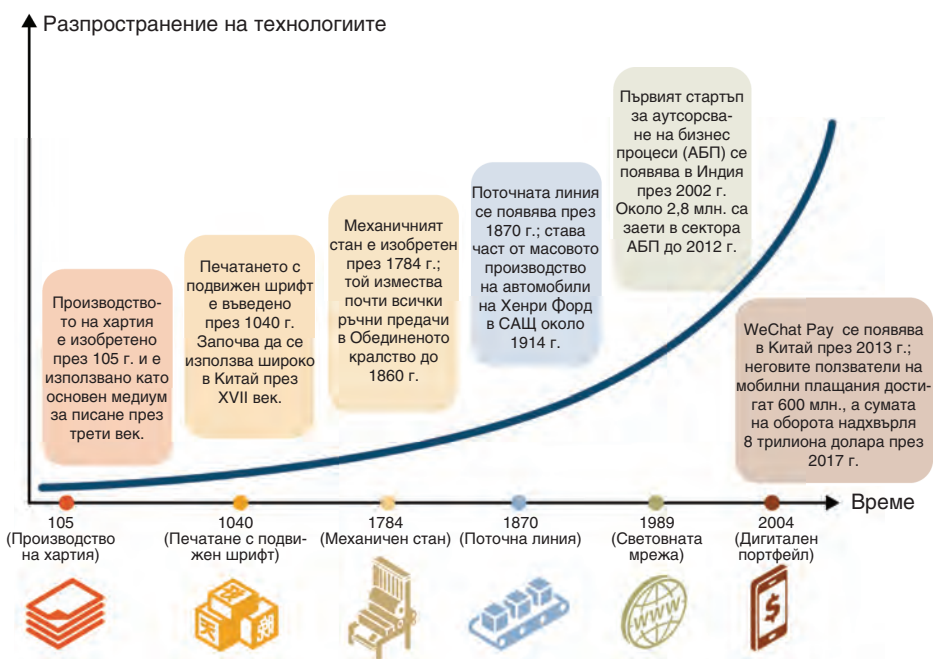 Разпространение на технологиите
Производство-
то на хартия
е изобретено
през 105 г. и е
използвано като
основен медиум
за писане през
трети век.
Печатането с
подвижен шрифт
е въведено
през 1040 г.
Започва да се
използва широко
в Китай през
XVII век.
Механичният
стан е изобретен
през 1784 г.;
той измества
почти всички
ръчни предачи
в Обединеното
кралство до
1860 г.
Поточната линия
се появява през
1870 г.; става
част от масовото
производство
на автомобили
на Хенри Форд
в САЩ около
1914 г.
Първият стартъп
за аутсорсва-
не на бизнес
процеси (АБП) се
появява в Индия
през 2002 г.
Около 2,8 млн. са
заети в сектора
АБП до 2012 г.
WeChat Pay се появява
в Китай през 2013 г.;
неговите ползватели на
мобилни плащания дости-
гат 600 млн., а сумата
на оборота надхвърля
8 трилиона долара през
2017 г.
Време
105
(Производство
на хартия)
1040
(Печатане с подви-
жен шрифт)
1784
(Механичен стан)
1870
(Поточна линия)
1989
(Световната
мрежа)
2004
(Дигитален
портфейл)
WWW
$